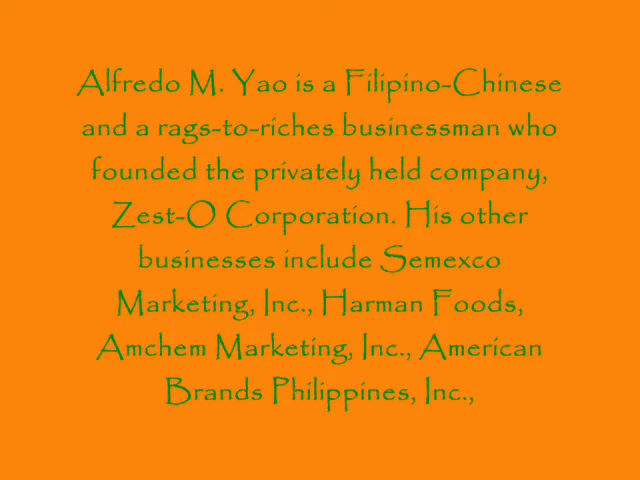 Alfredo M. Yao is a Filipino-Chinese
and a rags-to-riches businessman who
founded the privately held company,
Zest-O Corporation. His other
businesses include Semexco
Marketing, Inc., Harman Foods,
Amchem Marketing, Inc., American
Brands Philippines, Inc.,